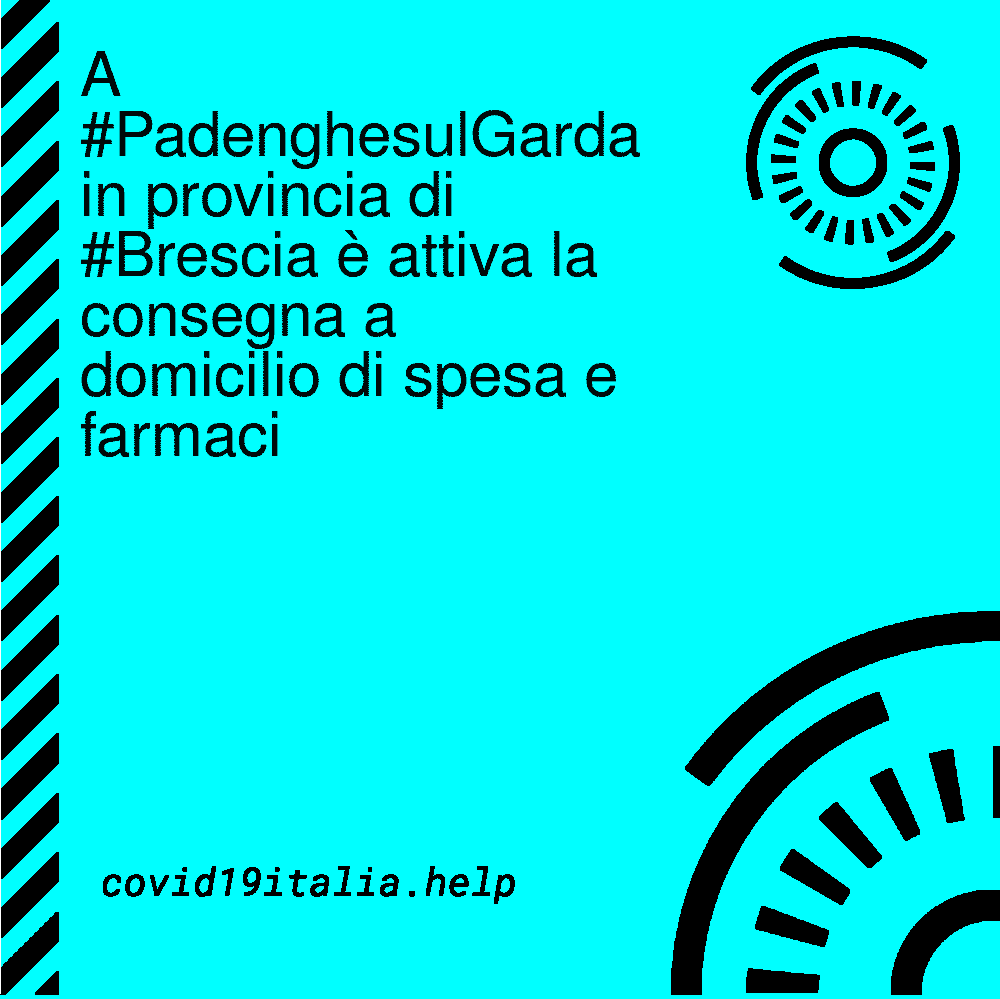 A
#PadenghesulGarda
in provincia di
#Brescia è attiva la
consegna a
domicilio di spesa e
farmaci
covid19italia.help